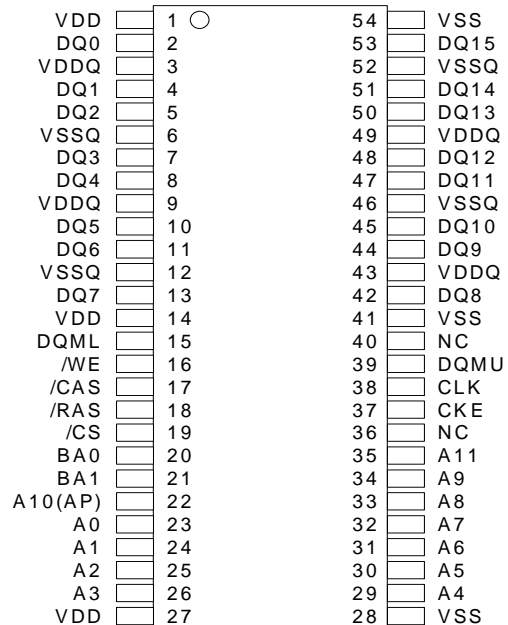 VDD 1 54 VSS
DQ0 2 53 DQ15
VDDQ 3 52 VSSQ
DQ1 4 51 DQ14
DQ2 5 50 DQ13
VSSQ 6 49 VDDQ
DQ3 7 48 DQ12
DQ4 8 47 DQ11
VDDQ 9 46 VSSQ
DQ5 10 45 DQ10
DQ6 11 44 DQ9
VSSQ 12 43 VDDQ
DQ7 13 42 DQ8
VDD 14 41 VSS
DQML 15 40 NC
/WE 16 39 DQMU
/CAS 17 38 CLK
/RAS 18 37 CKE
/CS 19 36 NC
BA0 20 35 A11
BA1 21 34 A9
A10(AP) 22 33 A8
A0 23 32 A7
A1 24 31 A6
A2 25 30 A5
A3 26 29 A4
VDD 27 28 VSS